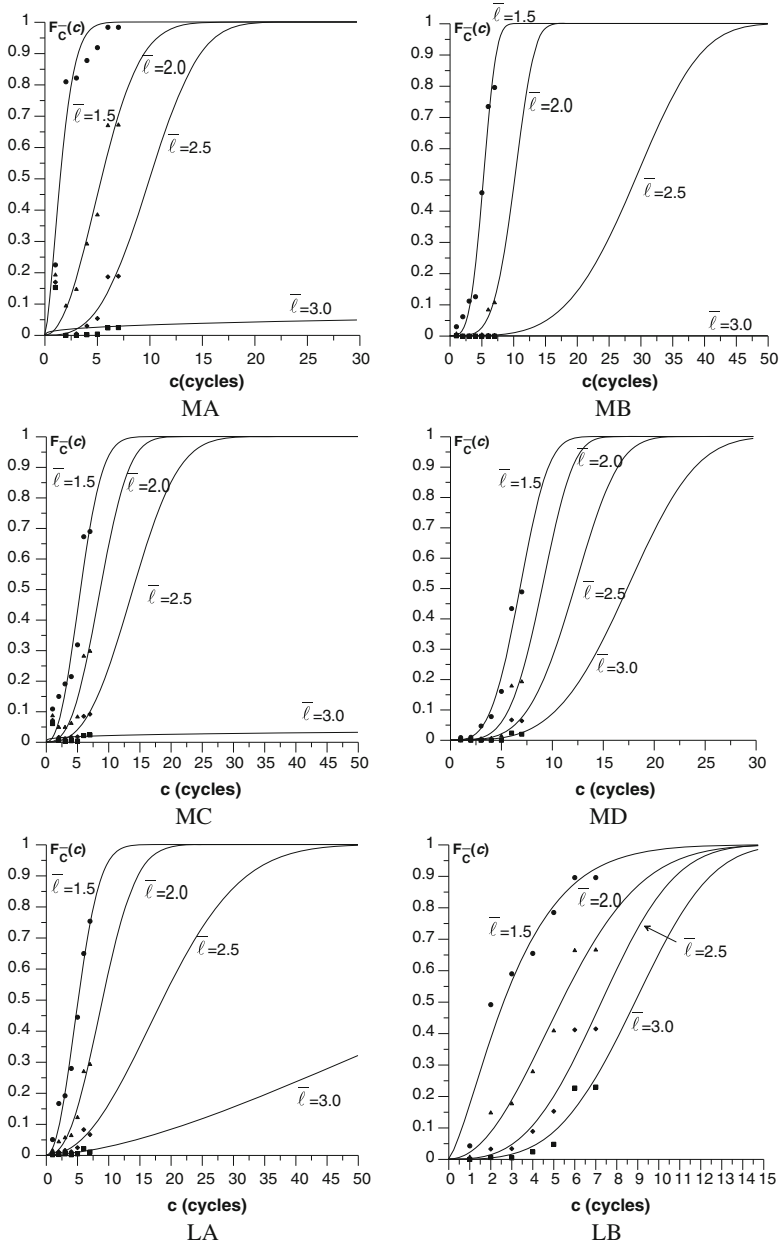 F_C̅(c)
1
0.9
0.8
0.7
0.6
0.5
0.4
0.3
0.2
0.1
0
ℓ̅=1.5
ℓ̅=2.0
ℓ̅=2.5
ℓ̅=3.0
0 5 10 15 20 25 30
c(cycles)
MA
F_C̅(c)
1
0.9
0.8
0.7
0.6
0.5
0.4
0.3
0.2
0.1
0
ℓ̅=1.5
ℓ̅=2.0
ℓ̅=2.5
ℓ̅=3.0
0 5 10 15 20 25 30 35 40 45 50
c(cycles)
MB
F_C̅(c)
1
0.9
0.8
0.7
0.6
0.5
0.4
0.3
0.2
0.1
0
ℓ̅=1.5
ℓ̅=2.0
ℓ̅=2.5
ℓ̅=3.0
0 5 10 15 20 25 30 35 40 45 50
c (cycles)
MC
F_C̅(c)
1
0.9
0.8
0.7
0.6
0.5
0.4
0.3
0.2
0.1
0
ℓ̅=1.5
ℓ̅=2.0
ℓ̅=2.5
ℓ̅=3.0
0 5 10 15 20 30
c (cycles)
MD
F_C̅(c)
1
0.9
0.8
0.7
0.6
0.5
0.4
0.3
0.2
0.1
0
ℓ̅=1.5
ℓ̅=2.0
ℓ̅=2.5
ℓ̅=3.0
0 5 10 15 20 25 30 35 40 45 50
c (cycles)
LA
F_C̅(c)
1
0.9
0.8
0.7
0.6
0.5
0.4
0.3
0.2
0.1
0
ℓ̅=1.5
ℓ̅=2.0
ℓ̅=2.5
ℓ̅=3.0
0 1 2 3 4 5 6 7 8 9 10 11 12 13 14 15
c (cycles)
LB